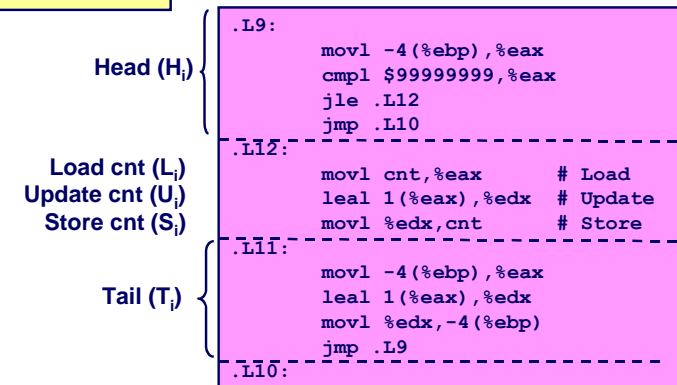 .L9:
movl -4(%ebp),%eax
Head (Hi)
cmpl $99999999,%eax
jle .L12
jmp .L10
.L12:
Load cnt (Li)
movl cnt,%eax # Load
Update cnt (Ui)
leal 1(%eax),%edx # Update
Store cnt (Si)
movl %edx,cnt # Store
.L11:
movl -4(%ebp),%eax
Tail (Ti)
leal 1(%eax),%edx
movl %edx,-4(%ebp)
jmp .L9
.L10: